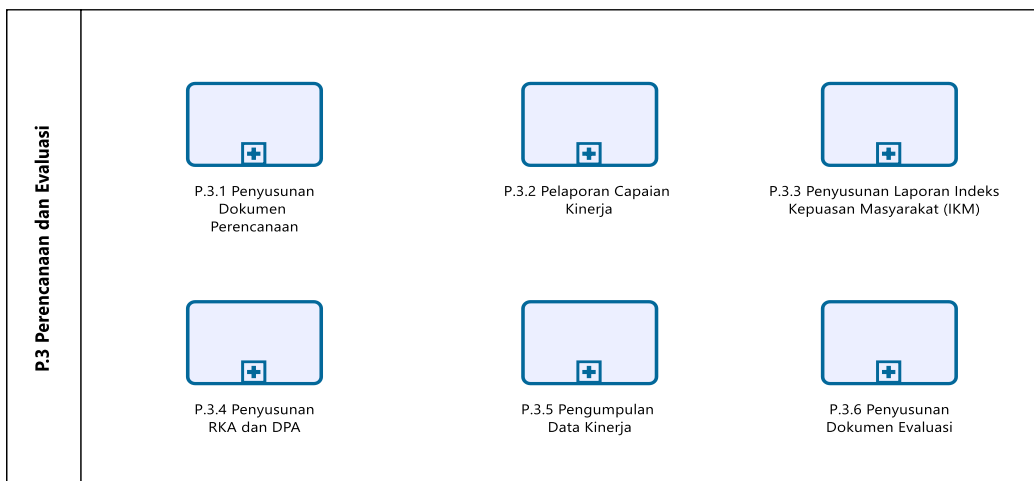 P.3 Perencanaan dan Evaluasi
P.3.1 Penyusunan
Dokumen
Perencanaan
P.3.2 Pelaporan Capaian
Kinerja
P.3.3 Penyusunan Laporan Indeks
Kepuasan Masyarakat (IKM)
P.3.4 Penyusunan
RKA dan DPA
P.3.5 Pengumpulan
Data Kinerja
P.3.6 Penyusunan
Dokumen Evaluasi